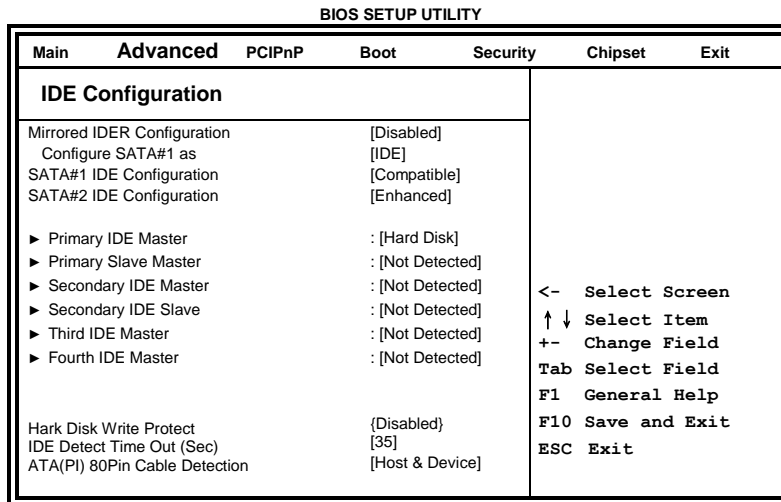 BIOS SETUP UTILITY
Main Advanced PCIPnP Boot Security Chipset Exit
IDE Configuration
Mirrored IDER Configuration [Disabled]
Configure SATA#1 as [IDE]
SATA#1 IDE Configuration [Compatible]
SATA#2 IDE Configuration [Enhanced]
► Primary IDE Master : [Hard Disk]
► Primary Slave Master : [Not Detected]
► Secondary IDE Master : [Not Detected]
► Secondary IDE Slave : [Not Detected]
► Third IDE Master : [Not Detected]
► Fourth IDE Master : [Not Detected]
Hark Disk Write Protect {Disabled}
IDE Detect Time Out (Sec) [35]
ATA(PI) 80Pin Cable Detection [Host & Device]
<- Select Screen
↑↓ Select Item
+- Change Field
Tab Select Field
F1 General Help
F10 Save and Exit
ESC Exit